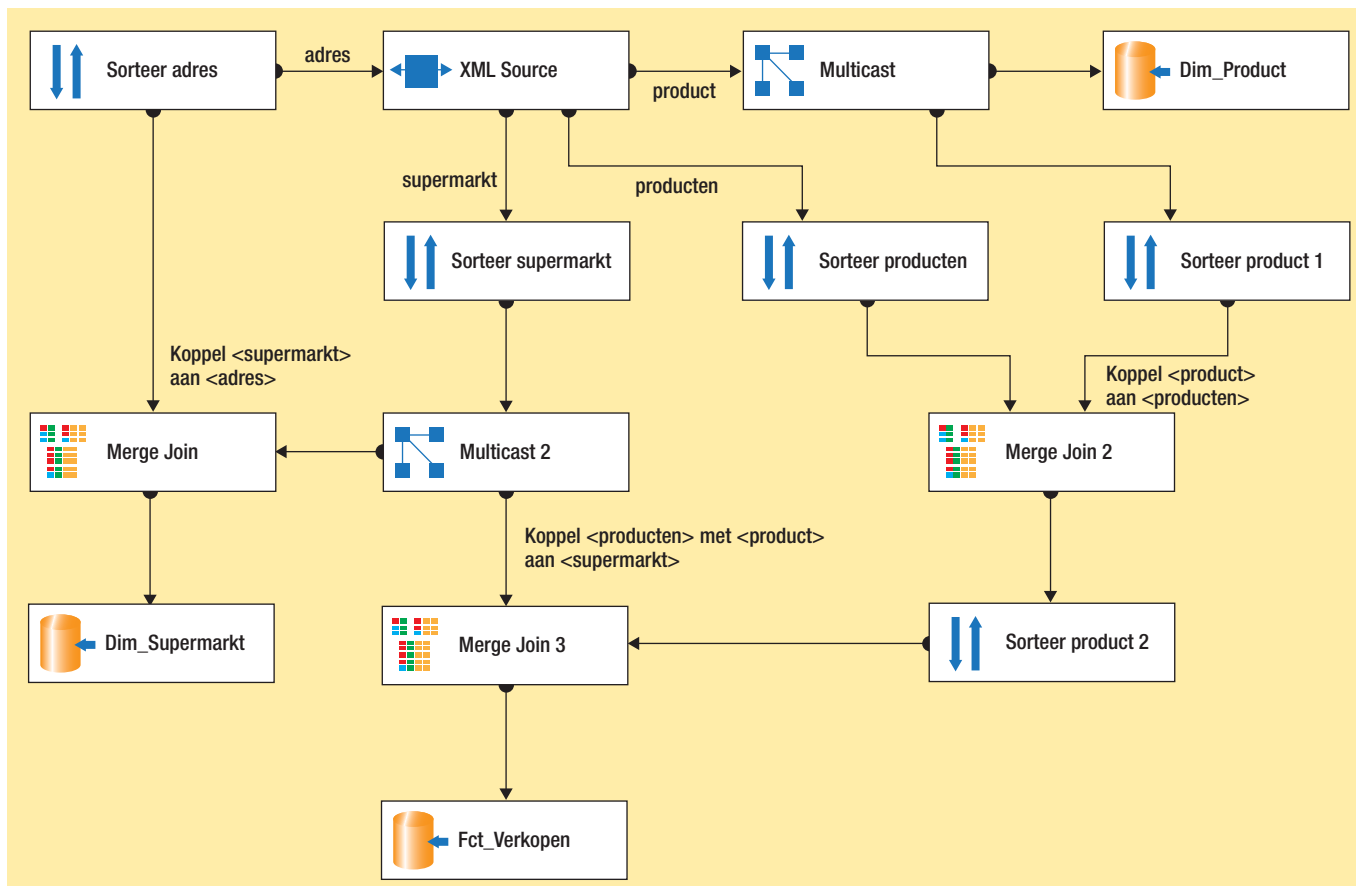 Sorteer adres
adres
XML Source
product
Multicast
Dim_Product
supermarkt
producten
Sorteer supermarkt
Sorteer producten
Sorteer product 1
Koppel <supermarkt>
aan <adres>
Koppel <product>
aan <producten>
Merge Join
Multicast 2
Merge Join 2
Koppel <producten> met <product>
aan <supermarkt>
Dim_Supermarkt
Merge Join 3
Sorteer product 2
Fct_Verkopen